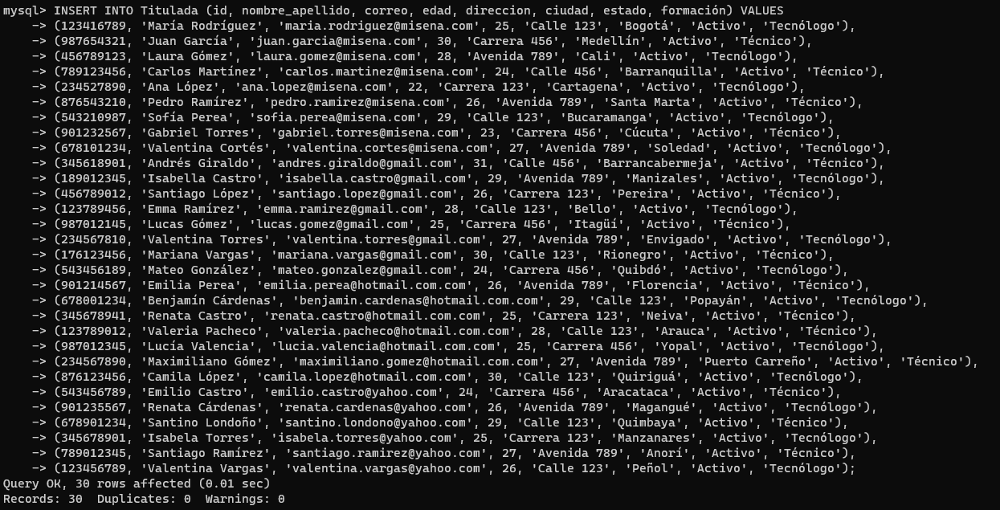 mysql> INSERT INTO Titulada (id, nombre_apellido, correo, edad, direccion, ciudad, estado, formación) VALUES
    -> (123416789, 'María Rodríguez', 'maria.rodriguez@misena.com', 25, 'Calle 123', 'Bogotá', 'Activo', 'Tecnólogo'),
    -> (987654321, 'Juan García', 'juan.garcia@misena.com', 30, 'Carrera 456', 'Medellín', 'Activo', 'Técnico'),
    -> (456789123, 'Laura Gómez', 'laura.gomez@misena.com', 28, 'Avenida 789', 'Cali', 'Activo', 'Tecnólogo'),
    -> (789123456, 'Carlos Martínez', 'carlos.martinez@misena.com', 24, 'Calle 456', 'Barranquilla', 'Activo', 'Técnico'),
    -> (234527890, 'Ana López', 'ana.lopez@misena.com', 22, 'Carrera 123', 'Cartagena', 'Activo', 'Tecnólogo'),
    -> (876543210, 'Pedro Ramírez', 'pedro.ramirez@misena.com', 26, 'Avenida 789', 'Santa Marta', 'Activo', 'Técnico'),
    -> (543210987, 'Sofía Perea', 'sofia.perea@misena.com', 29, 'Calle 123', 'Bucaramanga', 'Activo', 'Tecnólogo'),
    -> (901232567, 'Gabriel Torres', 'gabriel.torres@misena.com', 23, 'Carrera 456', 'Cúcuta', 'Activo', 'Técnico'),
    -> (678101234, 'Valentina Cortés', 'valentina.cortes@misena.com', 27, 'Avenida 789', 'Soledad', 'Activo', 'Tecnólogo'),
    -> (345618901, 'Andrés Giraldo', 'andres.giraldo@gmail.com', 31, 'Calle 456', 'Barrancabermeja', 'Activo', 'Técnico'),
    -> (189012345, 'Isabella Castro', 'isabella.castro@gmail.com', 29, 'Avenida 789', 'Manizales', 'Activo', 'Tecnólogo'),
    -> (456789012, 'Santiago López', 'santiago.lopez@gmail.com', 26, 'Carrera 123', 'Pereira', 'Activo', 'Técnico'),
    -> (123789456, 'Emma Ramírez', 'emma.ramirez@gmail.com', 28, 'Calle 123', 'Bello', 'Activo', 'Tecnólogo'),
    -> (987012145, 'Lucas Gómez', 'lucas.gomez@gmail.com', 25, 'Carrera 456', 'Itagüí', 'Activo', 'Técnico'),
    -> (234567810, 'Valentina Torres', 'valentina.torres@gmail.com', 27, 'Avenida 789', 'Envigado', 'Activo', 'Tecnólogo'),
    -> (176123456, 'Mariana Vargas', 'mariana.vargas@gmail.com', 30, 'Calle 123', 'Rionegro', 'Activo', 'Técnico'),
    -> (543456189, 'Mateo González', 'mateo.gonzalez@gmail.com', 24, 'Carrera 456', 'Quibdó', 'Activo', 'Tecnólogo'),
    -> (901214567, 'Emilia Perea', 'emilia.perea@hotmail.com.com', 26, 'Avenida 789', 'Florencia', 'Activo', 'Técnico'),
    -> (678001234, 'Benjamín Cárdenas', 'benjamin.cardenas@hotmail.com.com', 29, 'Calle 123', 'Popayán', 'Activo', 'Tecnólogo'),
    -> (345678941, 'Renata Castro', 'renata.castro@hotmail.com.com', 25, 'Carrera 123', 'Neiva', 'Activo', 'Técnico'),
    -> (123789012, 'Valeria Pacheco', 'valeria.pacheco@hotmail.com.com', 28, 'Calle 123', 'Arauca', 'Activo', 'Técnico'),
    -> (987012345, 'Lucía Valencia', 'lucia.valencia@hotmail.com.com', 25, 'Carrera 456', 'Yopal', 'Activo', 'Tecnólogo'),
    -> (234567890, 'Maximiliano Gómez', 'maximiliano.gomez@hotmail.com.com', 27, 'Avenida 789', 'Puerto Carreño', 'Activo', 'Técnico'),
    -> (876123456, 'Camila López', 'camila.lopez@hotmail.com.com', 30, 'Calle 123', 'Quiriguá', 'Activo', 'Tecnólogo'),
    -> (543456789, 'Emilio Castro', 'emilio.castro@yahoo.com', 24, 'Carrera 456', 'Aracataca', 'Activo', 'Técnico'),
    -> (901235567, 'Renata Cárdenas', 'renata.cardenas@yahoo.com', 26, 'Avenida 789', 'Magangué', 'Activo', 'Tecnólogo'),
    -> (678901234, 'Santino Londoño', 'santino.londono@yahoo.com', 29, 'Calle 123', 'Quimbaya', 'Activo', 'Técnico'),
    -> (345678901, 'Isabela Torres', 'isabela.torres@yahoo.com', 25, 'Carrera 123', 'Manzanares', 'Activo', 'Tecnólogo'),
    -> (789012345, 'Santiago Ramírez', 'santiago.ramirez@yahoo.com', 27, 'Avenida 789', 'Anorí', 'Activo', 'Técnico'),
    -> (123456789, 'Valentina Vargas', 'valentina.vargas@yahoo.com', 26, 'Calle 123', 'Peñol', 'Activo', 'Tecnólogo');
Query OK, 30 rows affected (0.01 sec)
Records: 30  Duplicates: 0  Warnings: 0